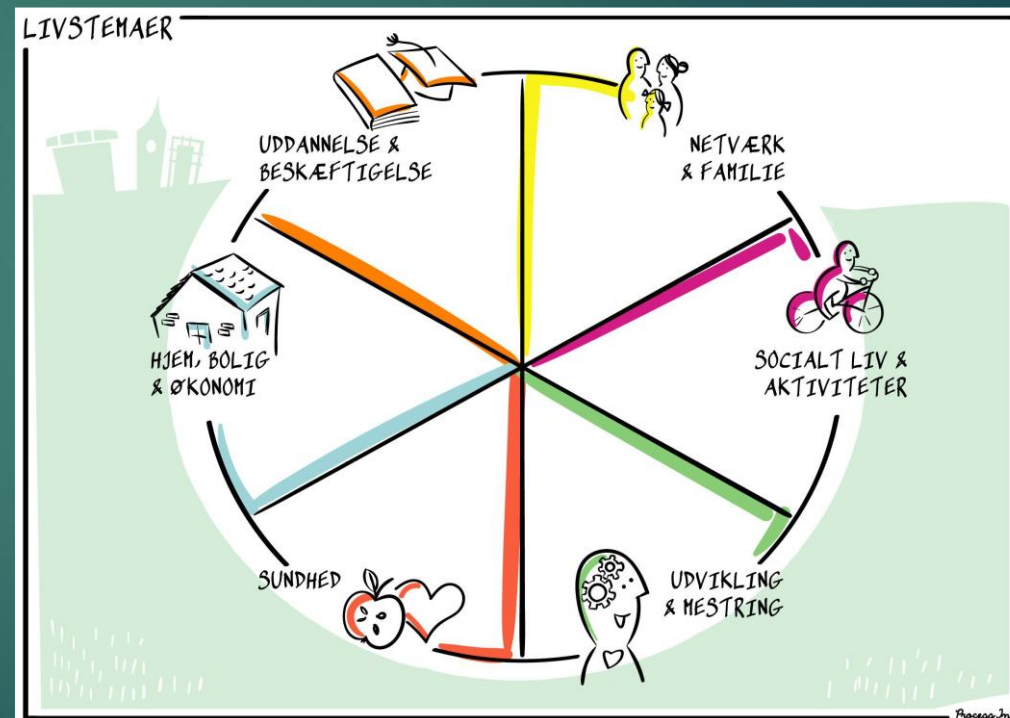 LIVSTEMAER
UDDANNELSE &
BESKÆFTIGELSE
NETVÆRK
& FAMILIE
HJEM, BOLIG
& ØKONOMI
SOCIALT LIV &
AKTIVITETER
SUNDHED
UDVIKLING
& MESTRING